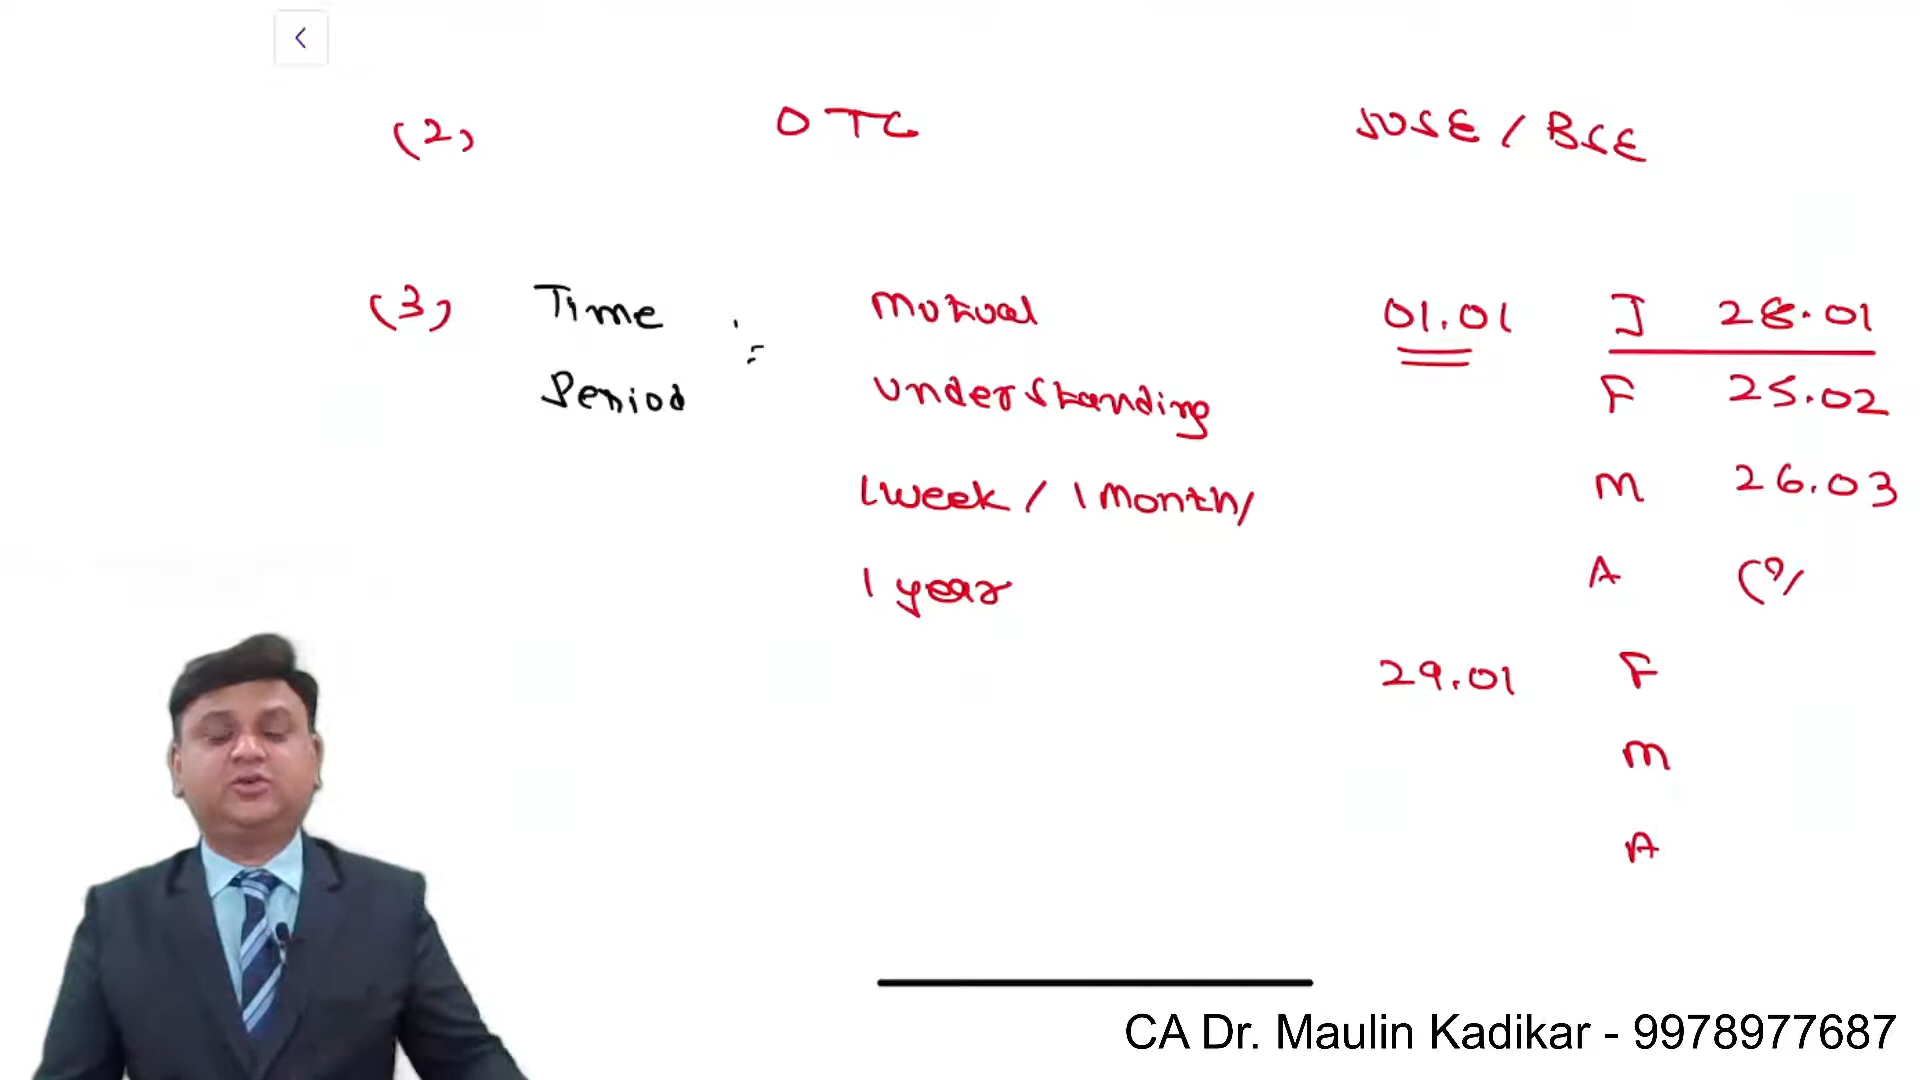 (2) OTC NSE / BSE
(3) Time : Mutual 01.01 J 28.01
Period Understanding F 25.02
1 week / 1 Month / M 26.03
1 year A
29.01 F
M
A
CA Dr. Maulin Kadikar - 9978977687